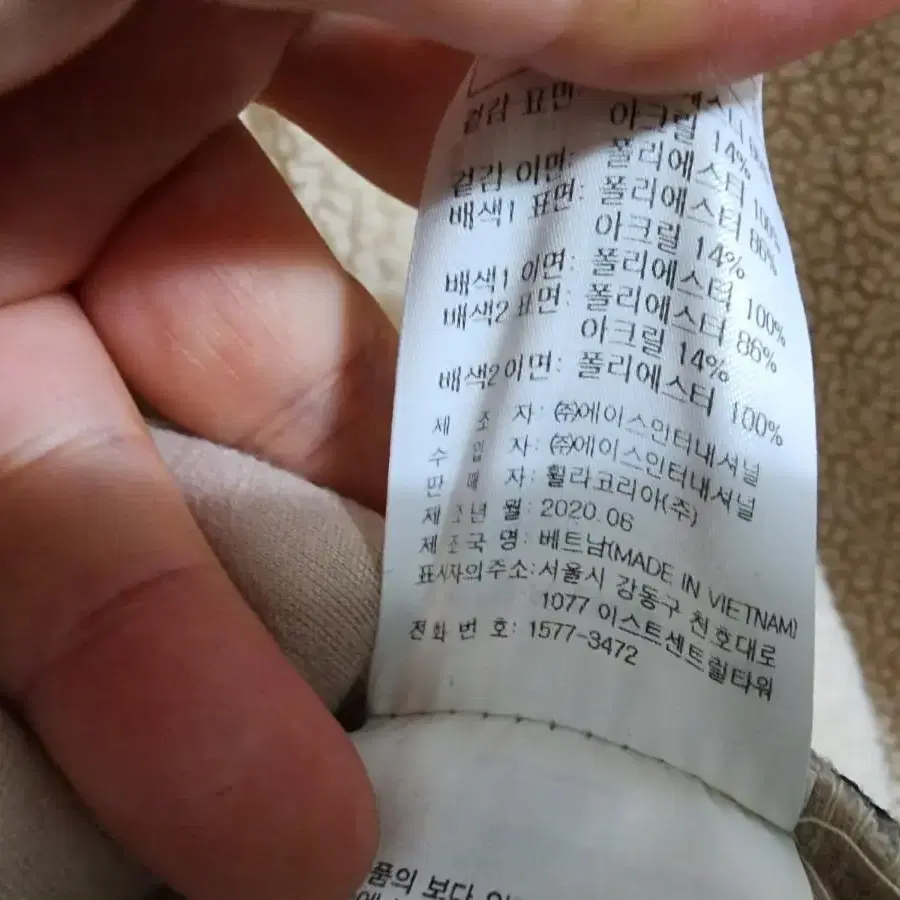 겉감 표면:
아크릴 14%
겉감 이면: 폴리에스터 100%
배색1 표면: 폴리에스터 86%
아크릴 14%
배색1 이면: 폴리에스터 100%
배색2 표면: 폴리에스터 86%
아크릴 14%
배색2 이면: 폴리에스터 100%
제 조 자: ㈜에이스인터내셔널
수 입 자: ㈜에이스인터내셔널
판 매 자: 휠라코리아(주)
제 조 년 월: 2020.06
제 조 국 명: 베트남(MADE IN VIETNAM)
표시자의주소: 서울시 강동구 천호대로
1077 이스트센트럴타워
전화 번 호: 1577-3472
품의 보다